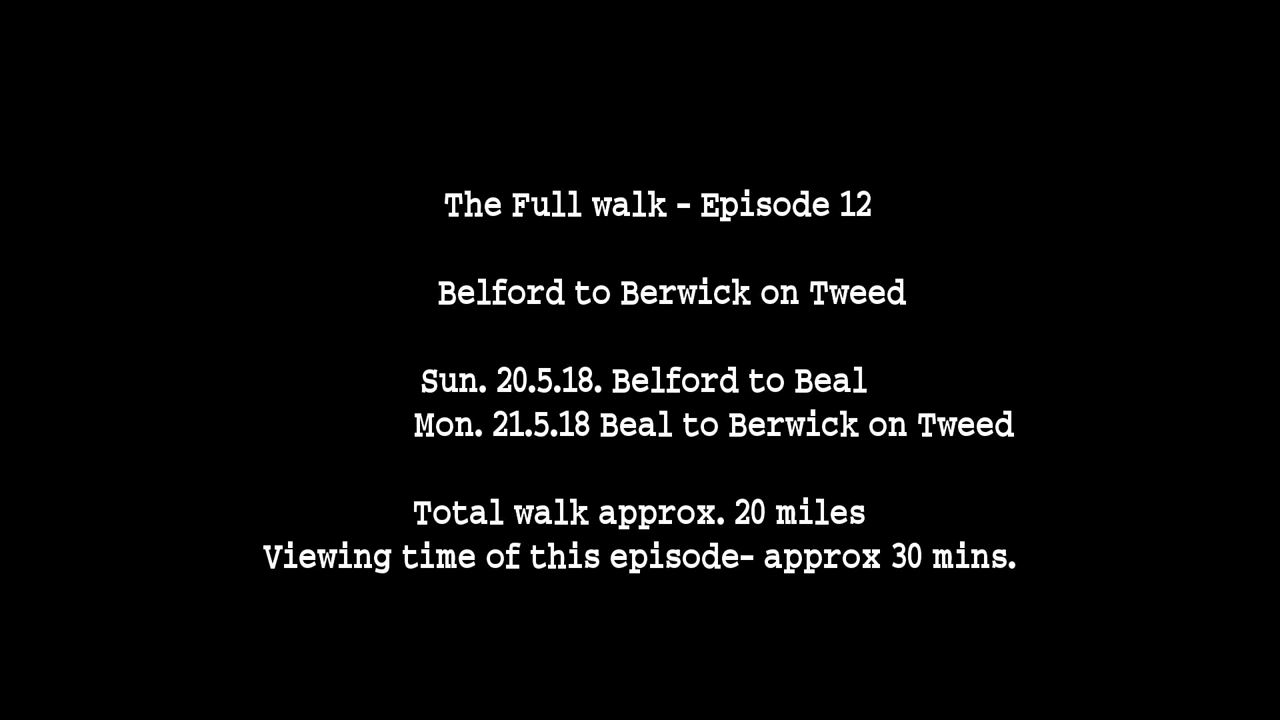 The Full walk - Episode 12
Belford to Berwick on Tweed
Sun. 20.5.18. Belford to Beal
Mon. 21.5.18 Beal to Berwick on Tweed
Total walk approx. 20 miles
Viewing time of this episode- approx 30 mins.